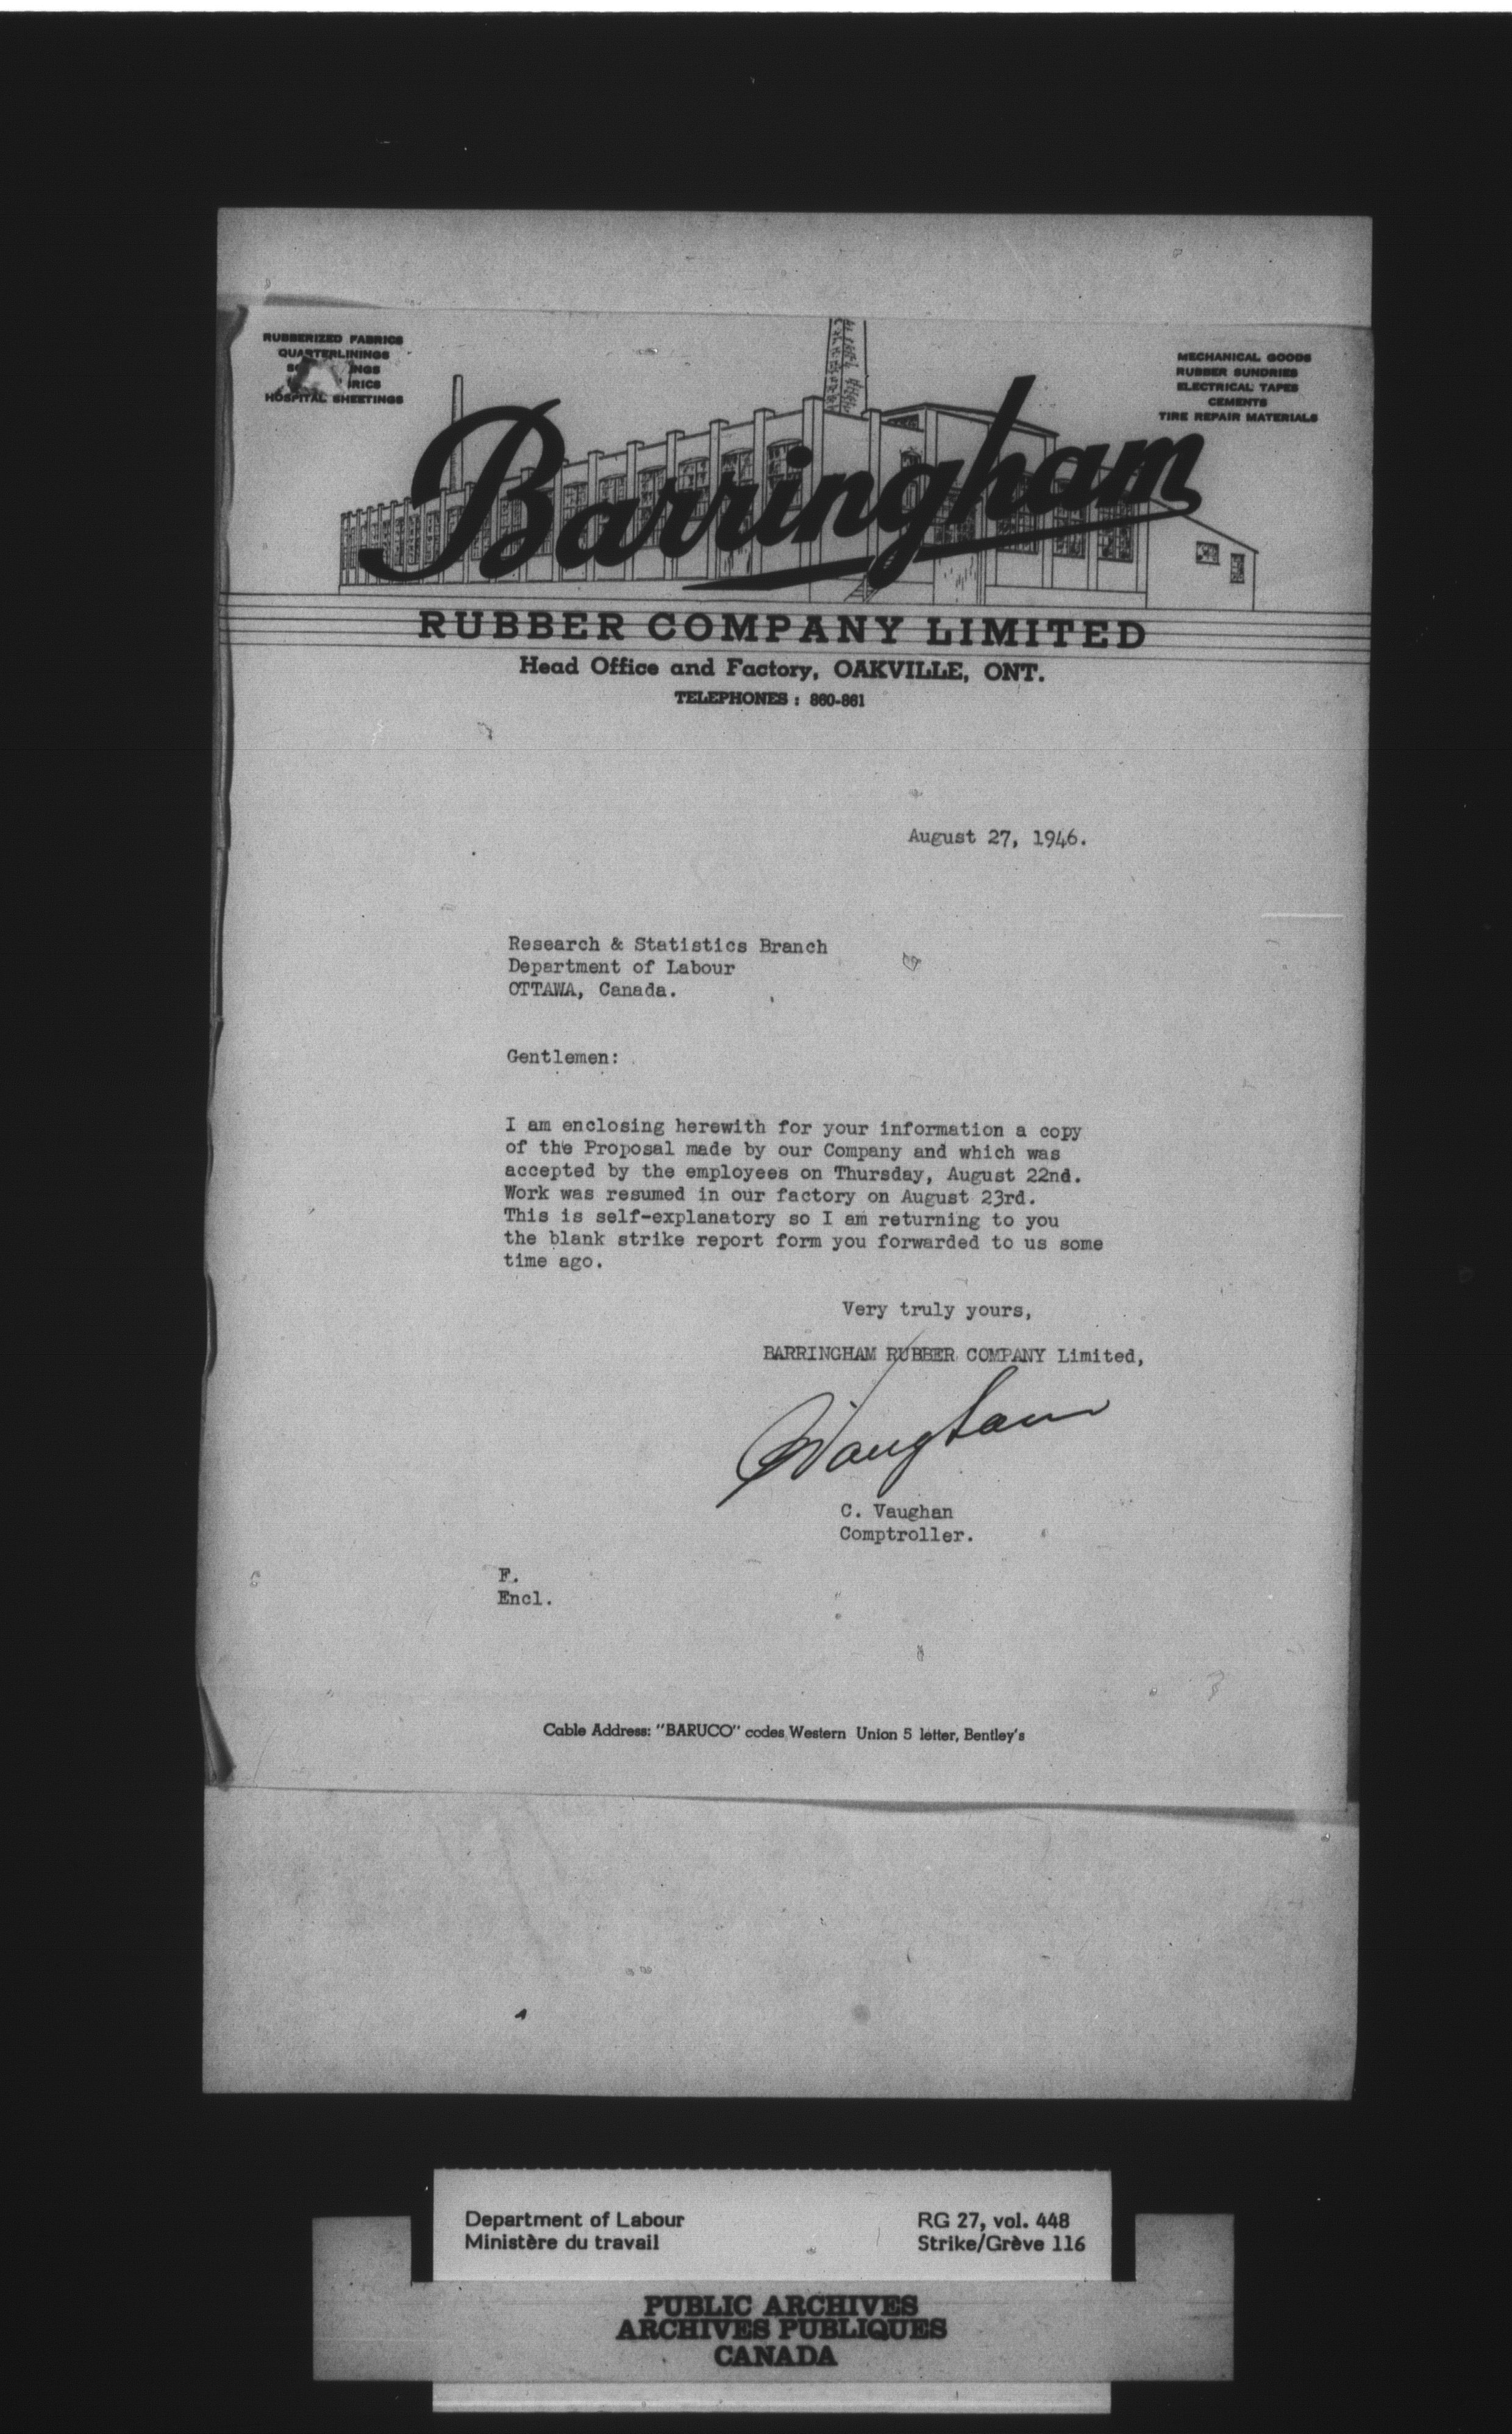 RUBBERIZED FABRICS
QUARTERLININGS
HOSPITAL SHEETINGS
MECHANICAL GOODS
RUBBER SUNDRIES
ELECTRICAL TAPES
CEMENTS
TIRE REPAIR MATERIALS
Barringham
RUBBER COMPANY LIMITED
Head Office and Factory, OAKVILLE, ONT.
TELEPHONES : 860-861
August 27, 1946.
Research & Statistics Branch
Department of Labour
OTTAWA, Canada.
Gentlemen:
I am enclosing herewith for your information a copy
of the Proposal made by our Company and which was
accepted by the employees on Thursday, August 22nd.
Work was resumed in our factory on August 23rd.
This is self-explanatory so I am returning to you
the blank strike report form you forwarded to us some
time ago.
Very truly yours,
BARRINGHAM RUBBER COMPANY Limited,
CVaughan
C. Vaughan
Comptroller.
F.
Encl.
Cable Address: "BARUCO" codes, Western Union 5 letter, Bentley's
Department of Labour
Ministère du travail
RG 27, vol. 448
Strike/Grève 116
PUBLIC ARCHIVES
ARCHIVES PUBLIQUES
CANADA